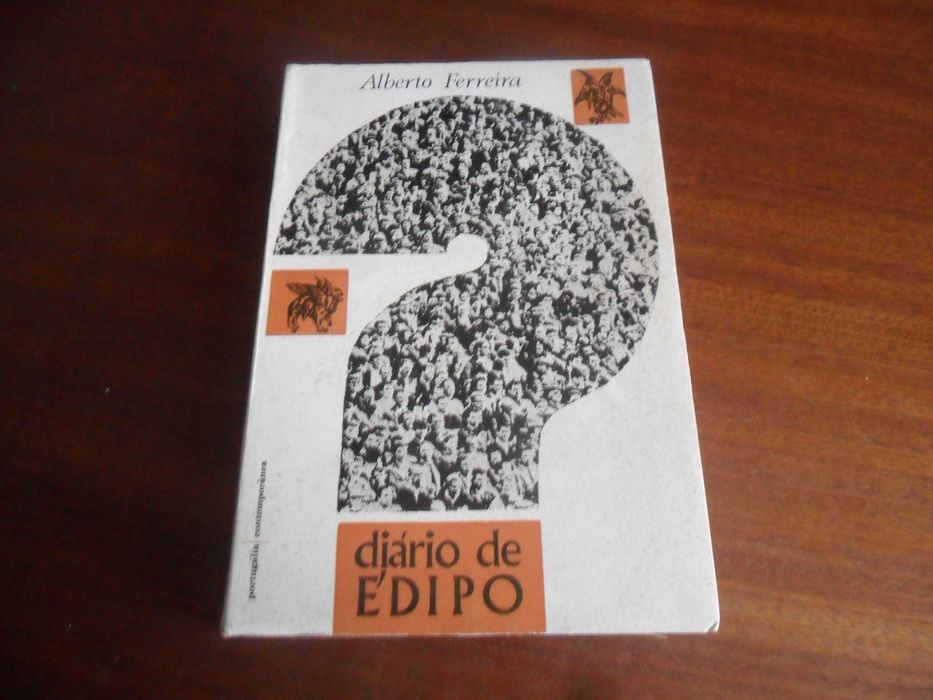 Alberto Ferreira
portugália | contemporânea
diário de
ÉDIPO